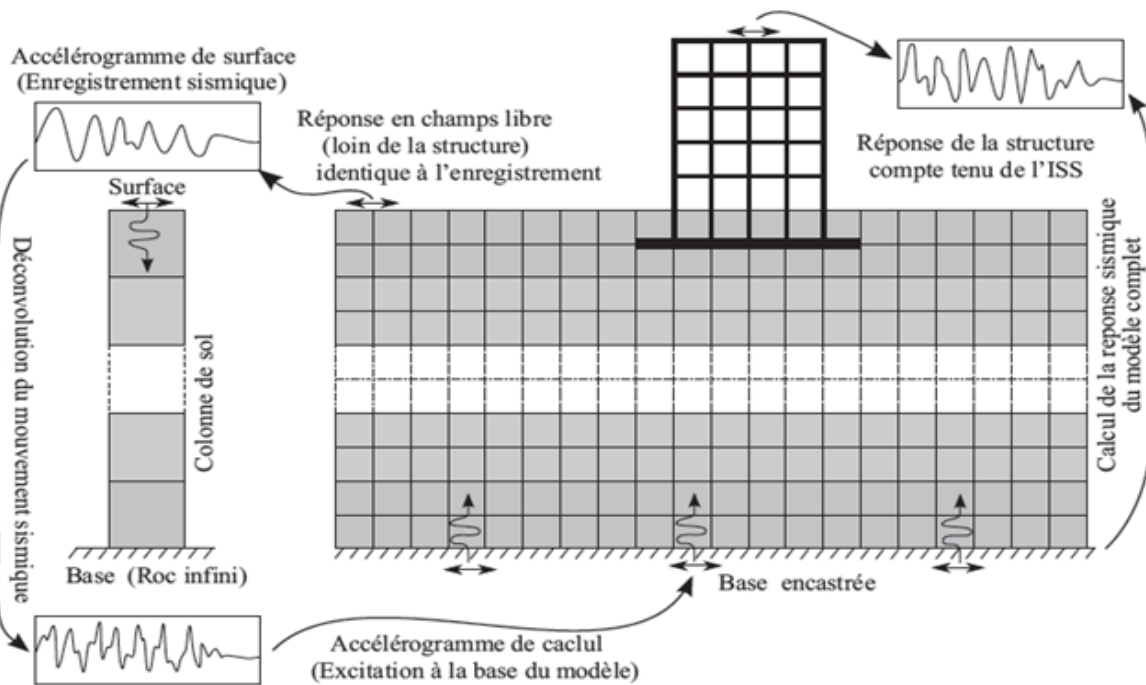 Accélérogramme de surface
(Enregistrement sismique)
Réponse en champs libre
(loin de la structure)
identique à l'enregistrement
Réponse de la structure
compte tenu de l'ISS
Surface
Déconvolution du mouvement sismique
Colonne de sol
Calcul de la reponse sismique
du modèle complet
Base (Roc infini)
Base encastrée
Accélérogramme de caclul
(Excitation à la base du modèle)